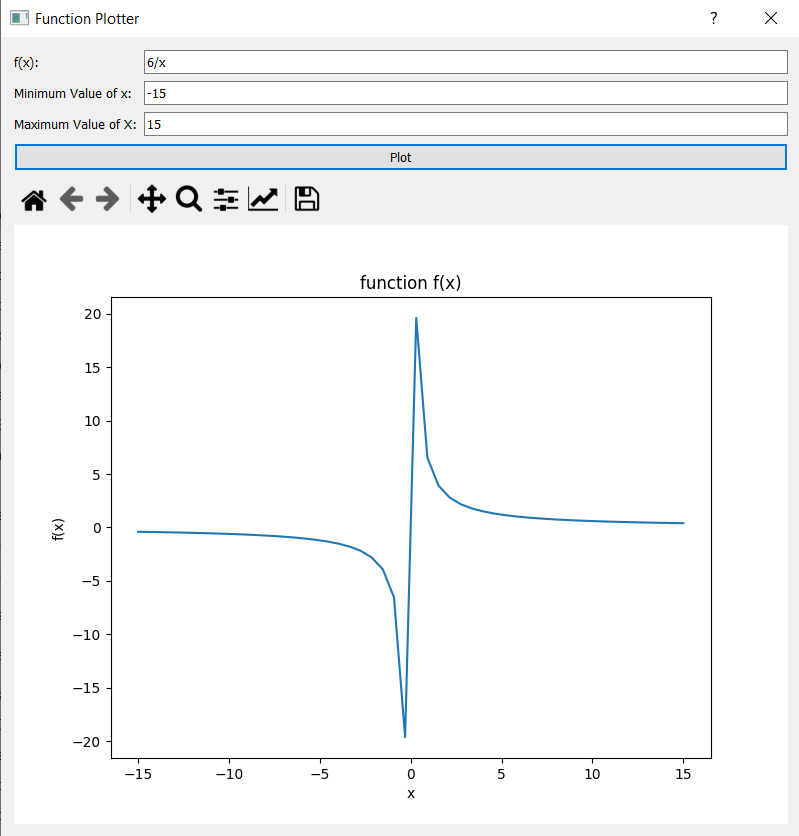 Function Plotter ?
f(x): 6/x
Minimum Value of x: -15
Maximum Value of X: 15
Plot
function f(x)
20
15
10
5
0
−5
−10
−15
−20
f(x)
−15 −10 −5 0 5 10 15
x